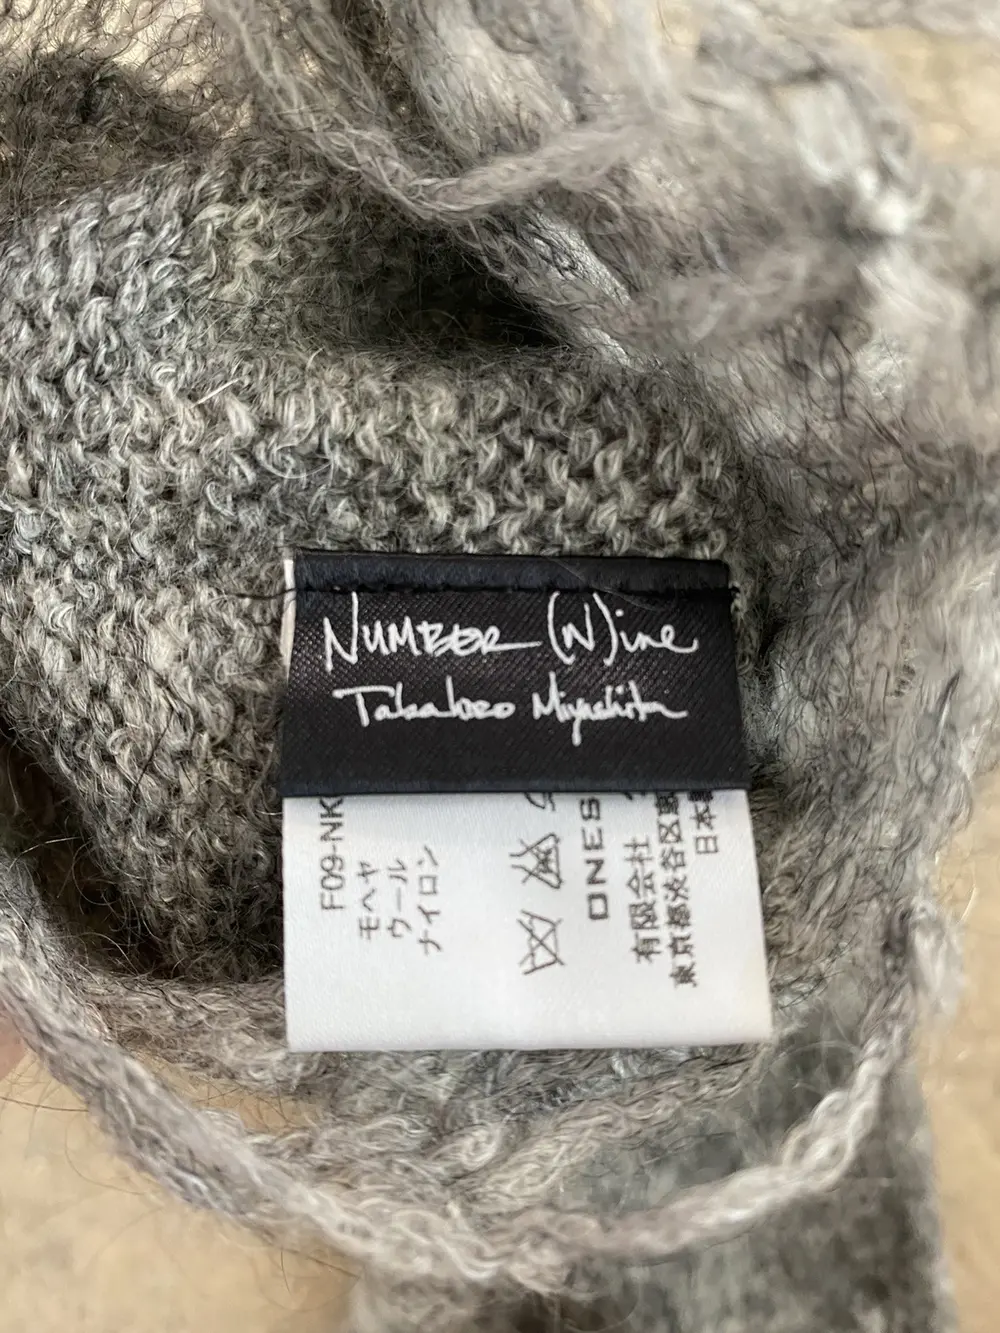 NUMBER (N)ine
Takahiro Miyashita
F09-NK
モヘヤ
ウール
ナイロン
ONES
有限会社
東京都渋谷区
日本